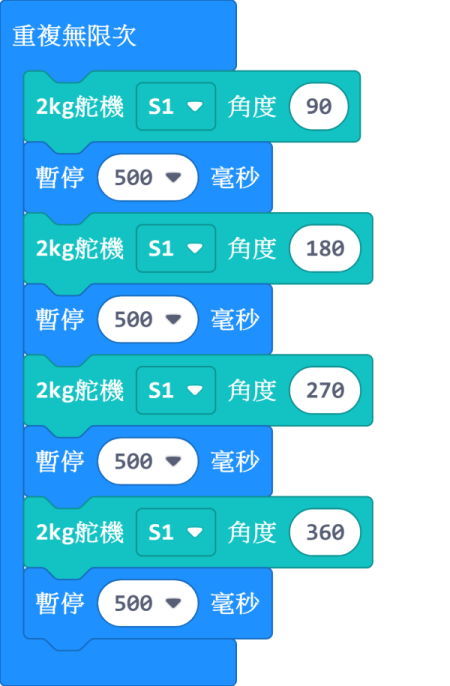 重複無限次
2kg舵機 S1 角度 90
暫停 500 毫秒
2kg舵機 S1 角度 180
暫停 500 毫秒
2kg舵機 S1 角度 270
暫停 500 毫秒
2kg舵機 S1 角度 360
暫停 500 毫秒